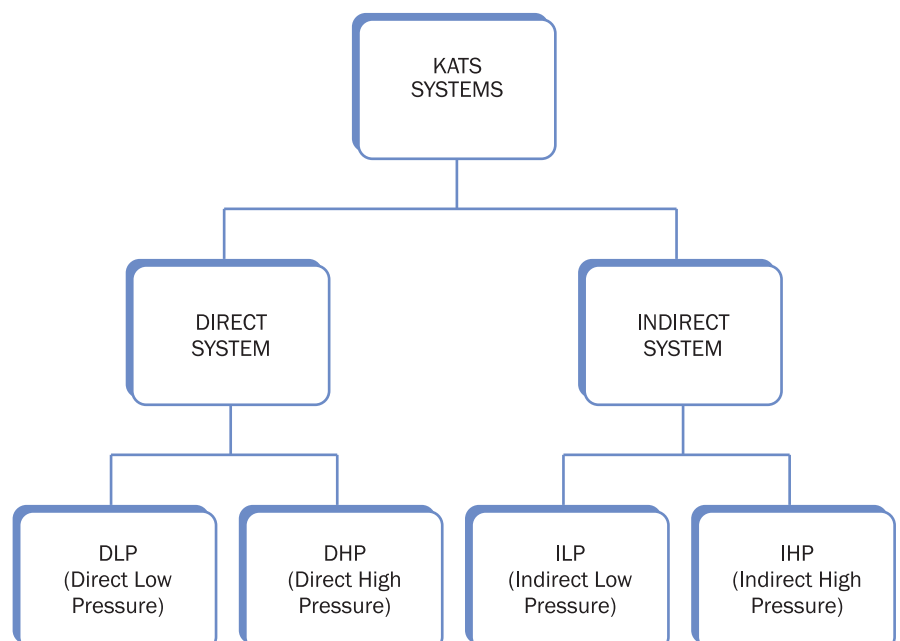 KATS
SYSTEMS
DIRECT
SYSTEM
INDIRECT
SYSTEM
DLP
(Direct Low
Pressure)
DHP
(Direct High
Pressure)
ILP
(Indirect Low
Pressure)
IHP
(Indirect High
Pressure)